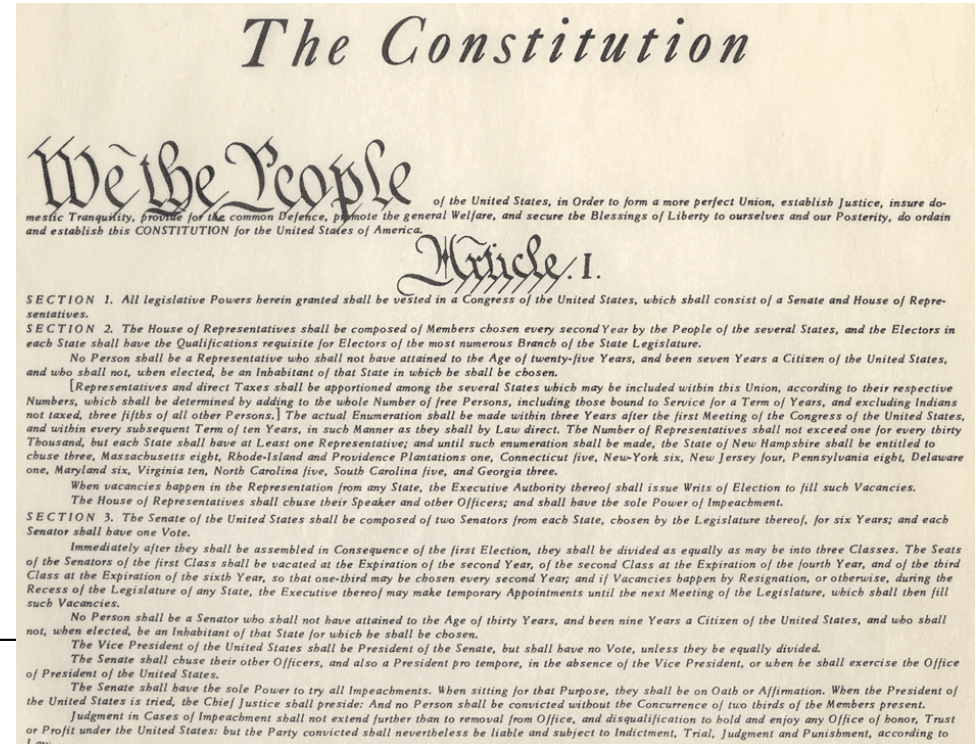 The Constitution
We the People
of the United States, in Order to form a more perfect Union, establish Justice, insure do-
mestic Tranquility, provide for the common Defence, promote the general Welfare, and secure the Blessings of Liberty to ourselves and our Posterity, do ordain
and establish this CONSTITUTION for the United States of America.
Article. I.
SECTION 1. All legislative Powers herein granted shall be vested in a Congress of the United States, which shall consist of a Senate and House of Repre-
sentatives.
SECTION 2. The House of Representatives shall be composed of Members chosen every second Year by the People of the several States, and the Electors in
each State shall have the Qualifications requisite for Electors of the most numerous Branch of the State Legislature.
No Person shall be a Representative who shall not have attained to the Age of twenty-five Years, and been seven Years a Citizen of the United States,
and who shall not, when elected, be an Inhabitant of that State in which he shall be chosen.
[Representatives and direct Taxes shall be apportioned among the several States which may be included within this Union, according to their respective
Numbers, which shall be determined by adding to the whole Number of free Persons, including those bound to Service for a Term of Years, and excluding Indians
not taxed, three fifths of all other Persons.] The actual Enumeration shall be made within three Years after the first Meeting of the Congress of the United States,
and within every subsequent Term of ten Years, in such Manner as they shall by Law direct. The Number of Representatives shall not exceed one for every thirty
Thousand, but each State shall have at Least one Representative; and until such enumeration shall be made, the State of New Hampshire shall be entitled to
chuse three, Massachusetts eight, Rhode-Island and Providence Plantations one, Connecticut five, New-York six, New Jersey four, Pennsylvania eight, Delaware
one, Maryland six, Virginia ten, North Carolina five, South Carolina five, and Georgia three.
When vacancies happen in the Representation from any State, the Executive Authority thereof shall issue Writs of Election to fill such Vacancies.
The House of Representatives shall chuse their Speaker and other Officers; and shall have the sole Power of Impeachment.
SECTION 3. The Senate of the United States shall be composed of two Senators from each State, chosen by the Legislature thereof, for six Years; and each
Senator shall have one Vote.
Immediately after they shall be assembled in Consequence of the first Election, they shall be divided as equally as may be into three Classes. The Seats
of the Senators of the first Class shall be vacated at the Expiration of the second Year, of the second Class at the Expiration of the fourth Year, and of the third
Class at the Expiration of the sixth Year, so that one-third may be chosen every second Year; and if Vacancies happen by Resignation, or otherwise, during the
Recess of the Legislature of any State, the Executive thereof may make temporary Appointments until the next Meeting of the Legislature, which shall then fill
such Vacancies.
No Person shall be a Senator who shall not have attained to the Age of thirty Years, and been nine Years a Citizen of the United States, and who shall
not, when elected, be an Inhabitant of that State for which he shall be chosen.
The Vice President of the United States shall be President of the Senate, but shall have no Vote, unless they be equally divided.
The Senate shall chuse their other Officers, and also a President pro tempore, in the absence of the Vice President, or when he shall exercise the Office
of President of the United States.
The Senate shall have the sole Power to try all Impeachments. When sitting for that Purpose, they shall be on Oath or Affirmation. When the President of
the United States is tried, the Chief Justice shall preside: And no Person shall be convicted without the Concurrence of two thirds of the Members present.
Judgment in Cases of Impeachment shall not extend further than to removal from Office, and disqualification to hold and enjoy any Office of honor, Trust
or Profit under the United States: but the Party convicted shall nevertheless be liable and subject to Indictment, Trial, Judgment and Punishment, according to